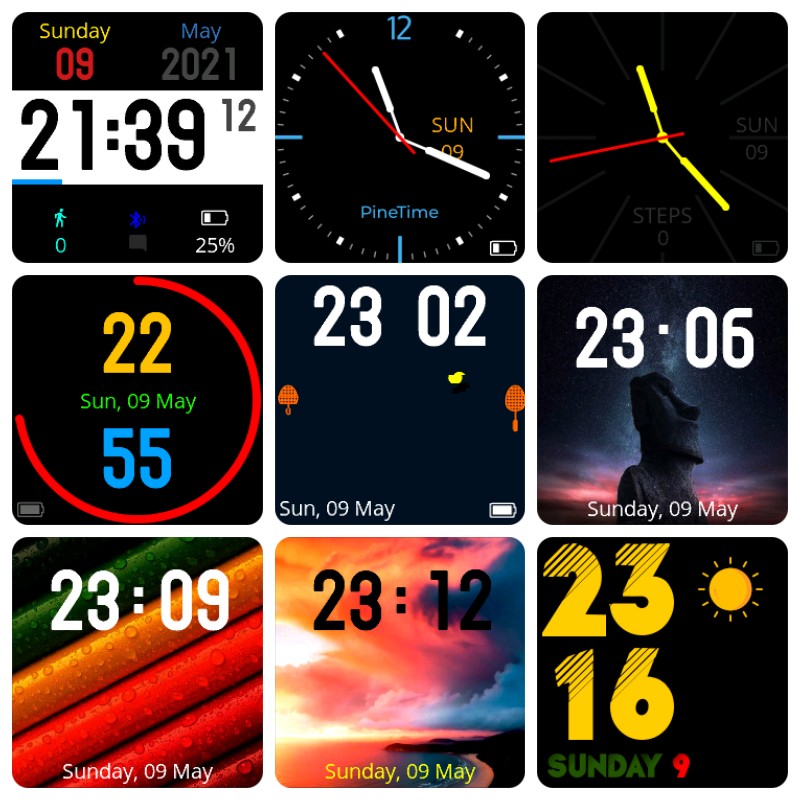 Sunday May
09 2021
21:39 12
0 25%
12
SUN
09
PineTime
SUN
09
STEPS
0
22
Sun, 09 May
55
23 02
Sun, 09 May
23:06
Sunday, 09 May
23:09
Sunday, 09 May
23:12
Sunday, 09 May
23
16
SUNDAY 9